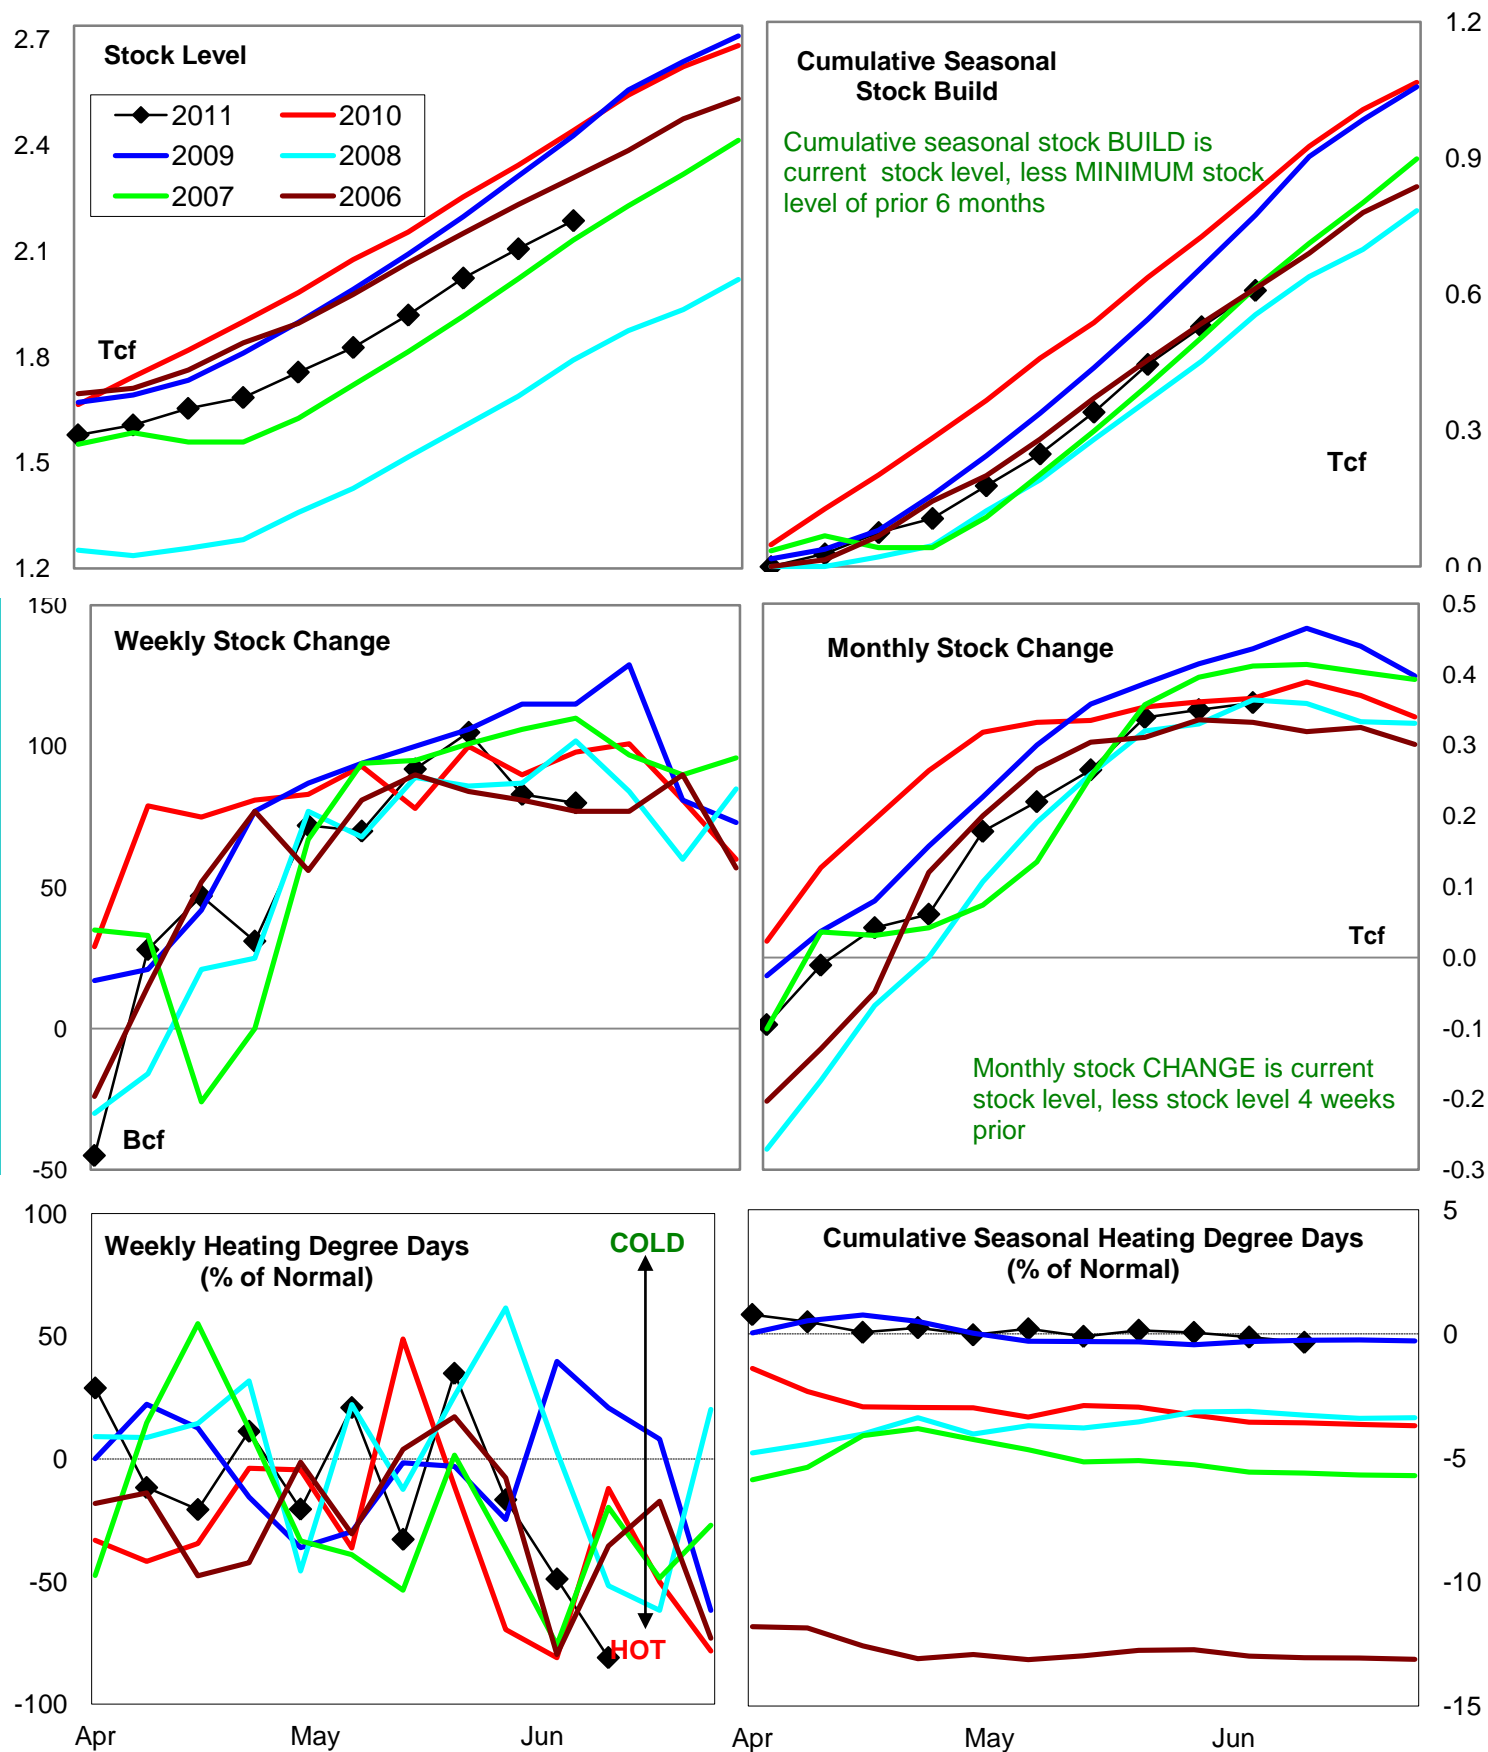 Stock Level
2.7
2.4
2.1
1.8
1.5
1.2
2011
2010
2009
2008
2007
2006
Tcf
Cumulative Seasonal
Stock Build
Cumulative seasonal stock BUILD is
current stock level, less MINIMUM stock
level of prior 6 months
Tcf
1.2
0.9
0.6
0.3
0.0
Weekly Stock Change
150
100
50
0
-50
Bcf
Monthly Stock Change
Tcf
Monthly stock CHANGE is current
stock level, less stock level 4 weeks
prior
0.5
0.4
0.3
0.2
0.1
0.0
-0.1
-0.2
-0.3
Weekly Heating Degree Days
(% of Normal)
COLD
HOT
100
50
0
-50
-100
Apr
May
Jun
Cumulative Seasonal Heating Degree Days
(% of Normal)
5
0
-5
-10
-15
Apr
May
Jun